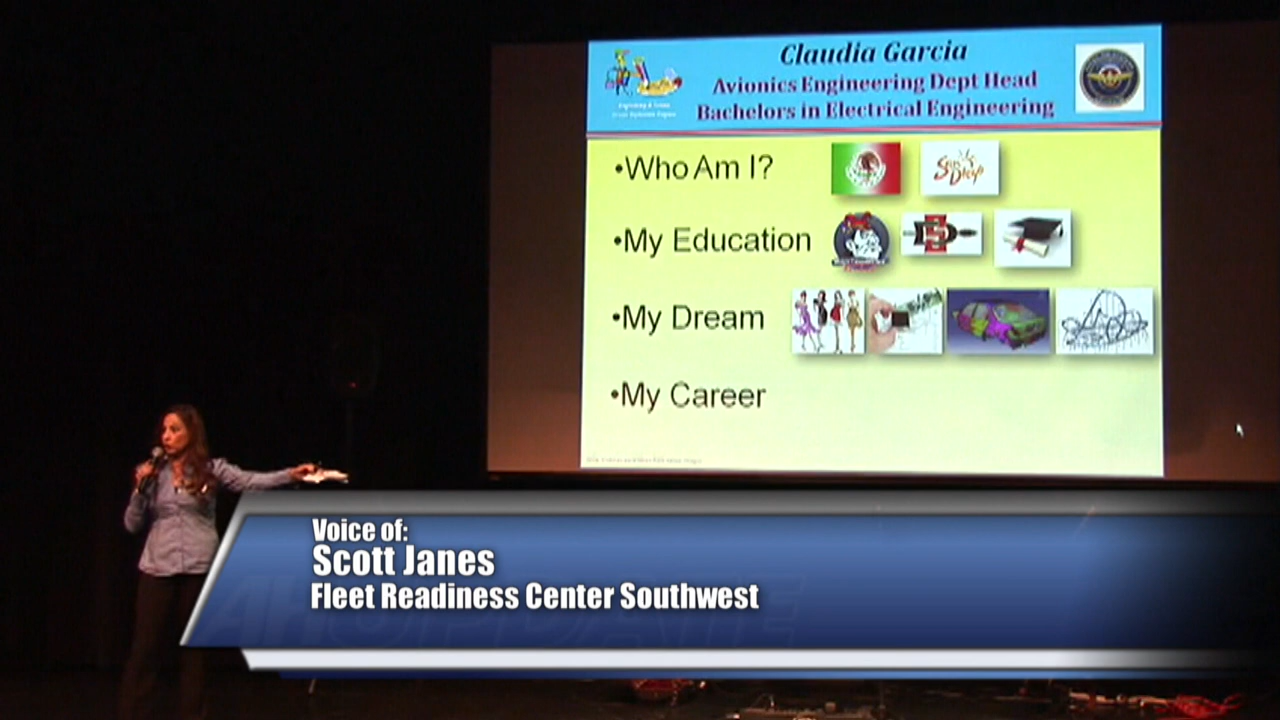 Claudia Garcia
Avionics Engineering Dept Head
Bachelors in Electrical Engineering
•Who Am I?
•My Education
•My Dream
•My Career
Voice of:
Scott Janes
Fleet Readiness Center Southwest